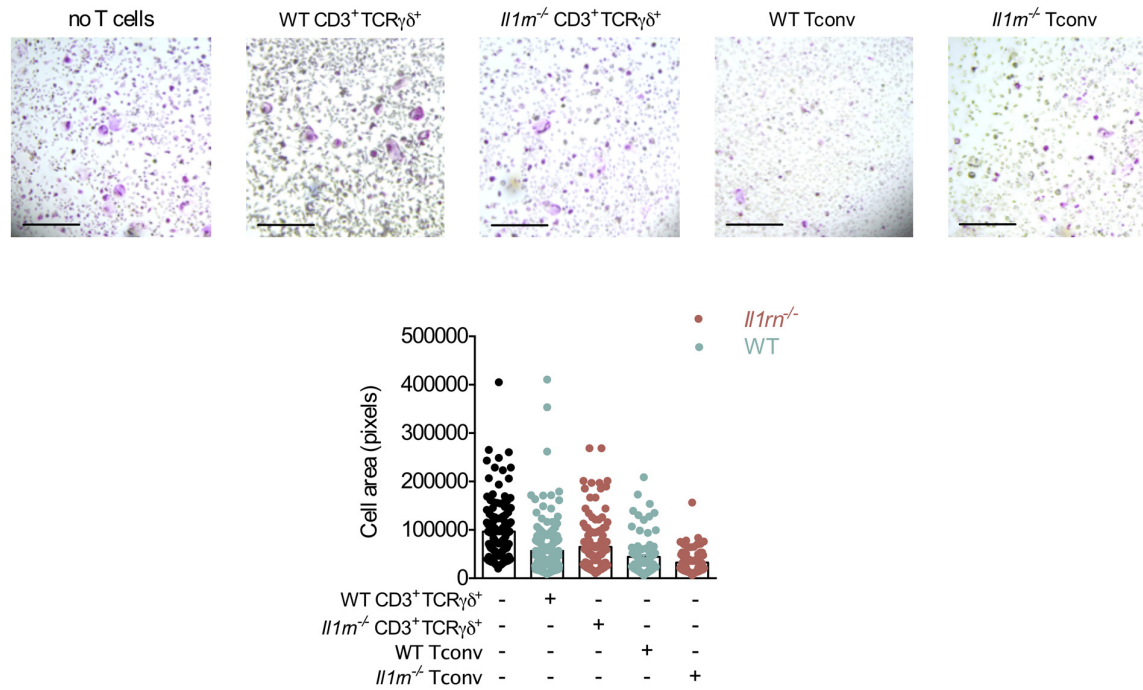 no T cells WT CD3⁺TCRγδ⁺ Il1rn⁻/⁻ CD3⁺TCRγδ⁺ WT Tconv Il1rn⁻/⁻ Tconv
Il1rn⁻/⁻
WT
Cell area (pixels)
500000
400000
300000
200000
100000
0
WT CD3⁺TCRγδ⁺ - + - - -
Il1rn⁻/⁻ CD3⁺TCRγδ⁺ - - + - -
WT Tconv - - - + -
Il1rn⁻/⁻ Tconv - - - - +